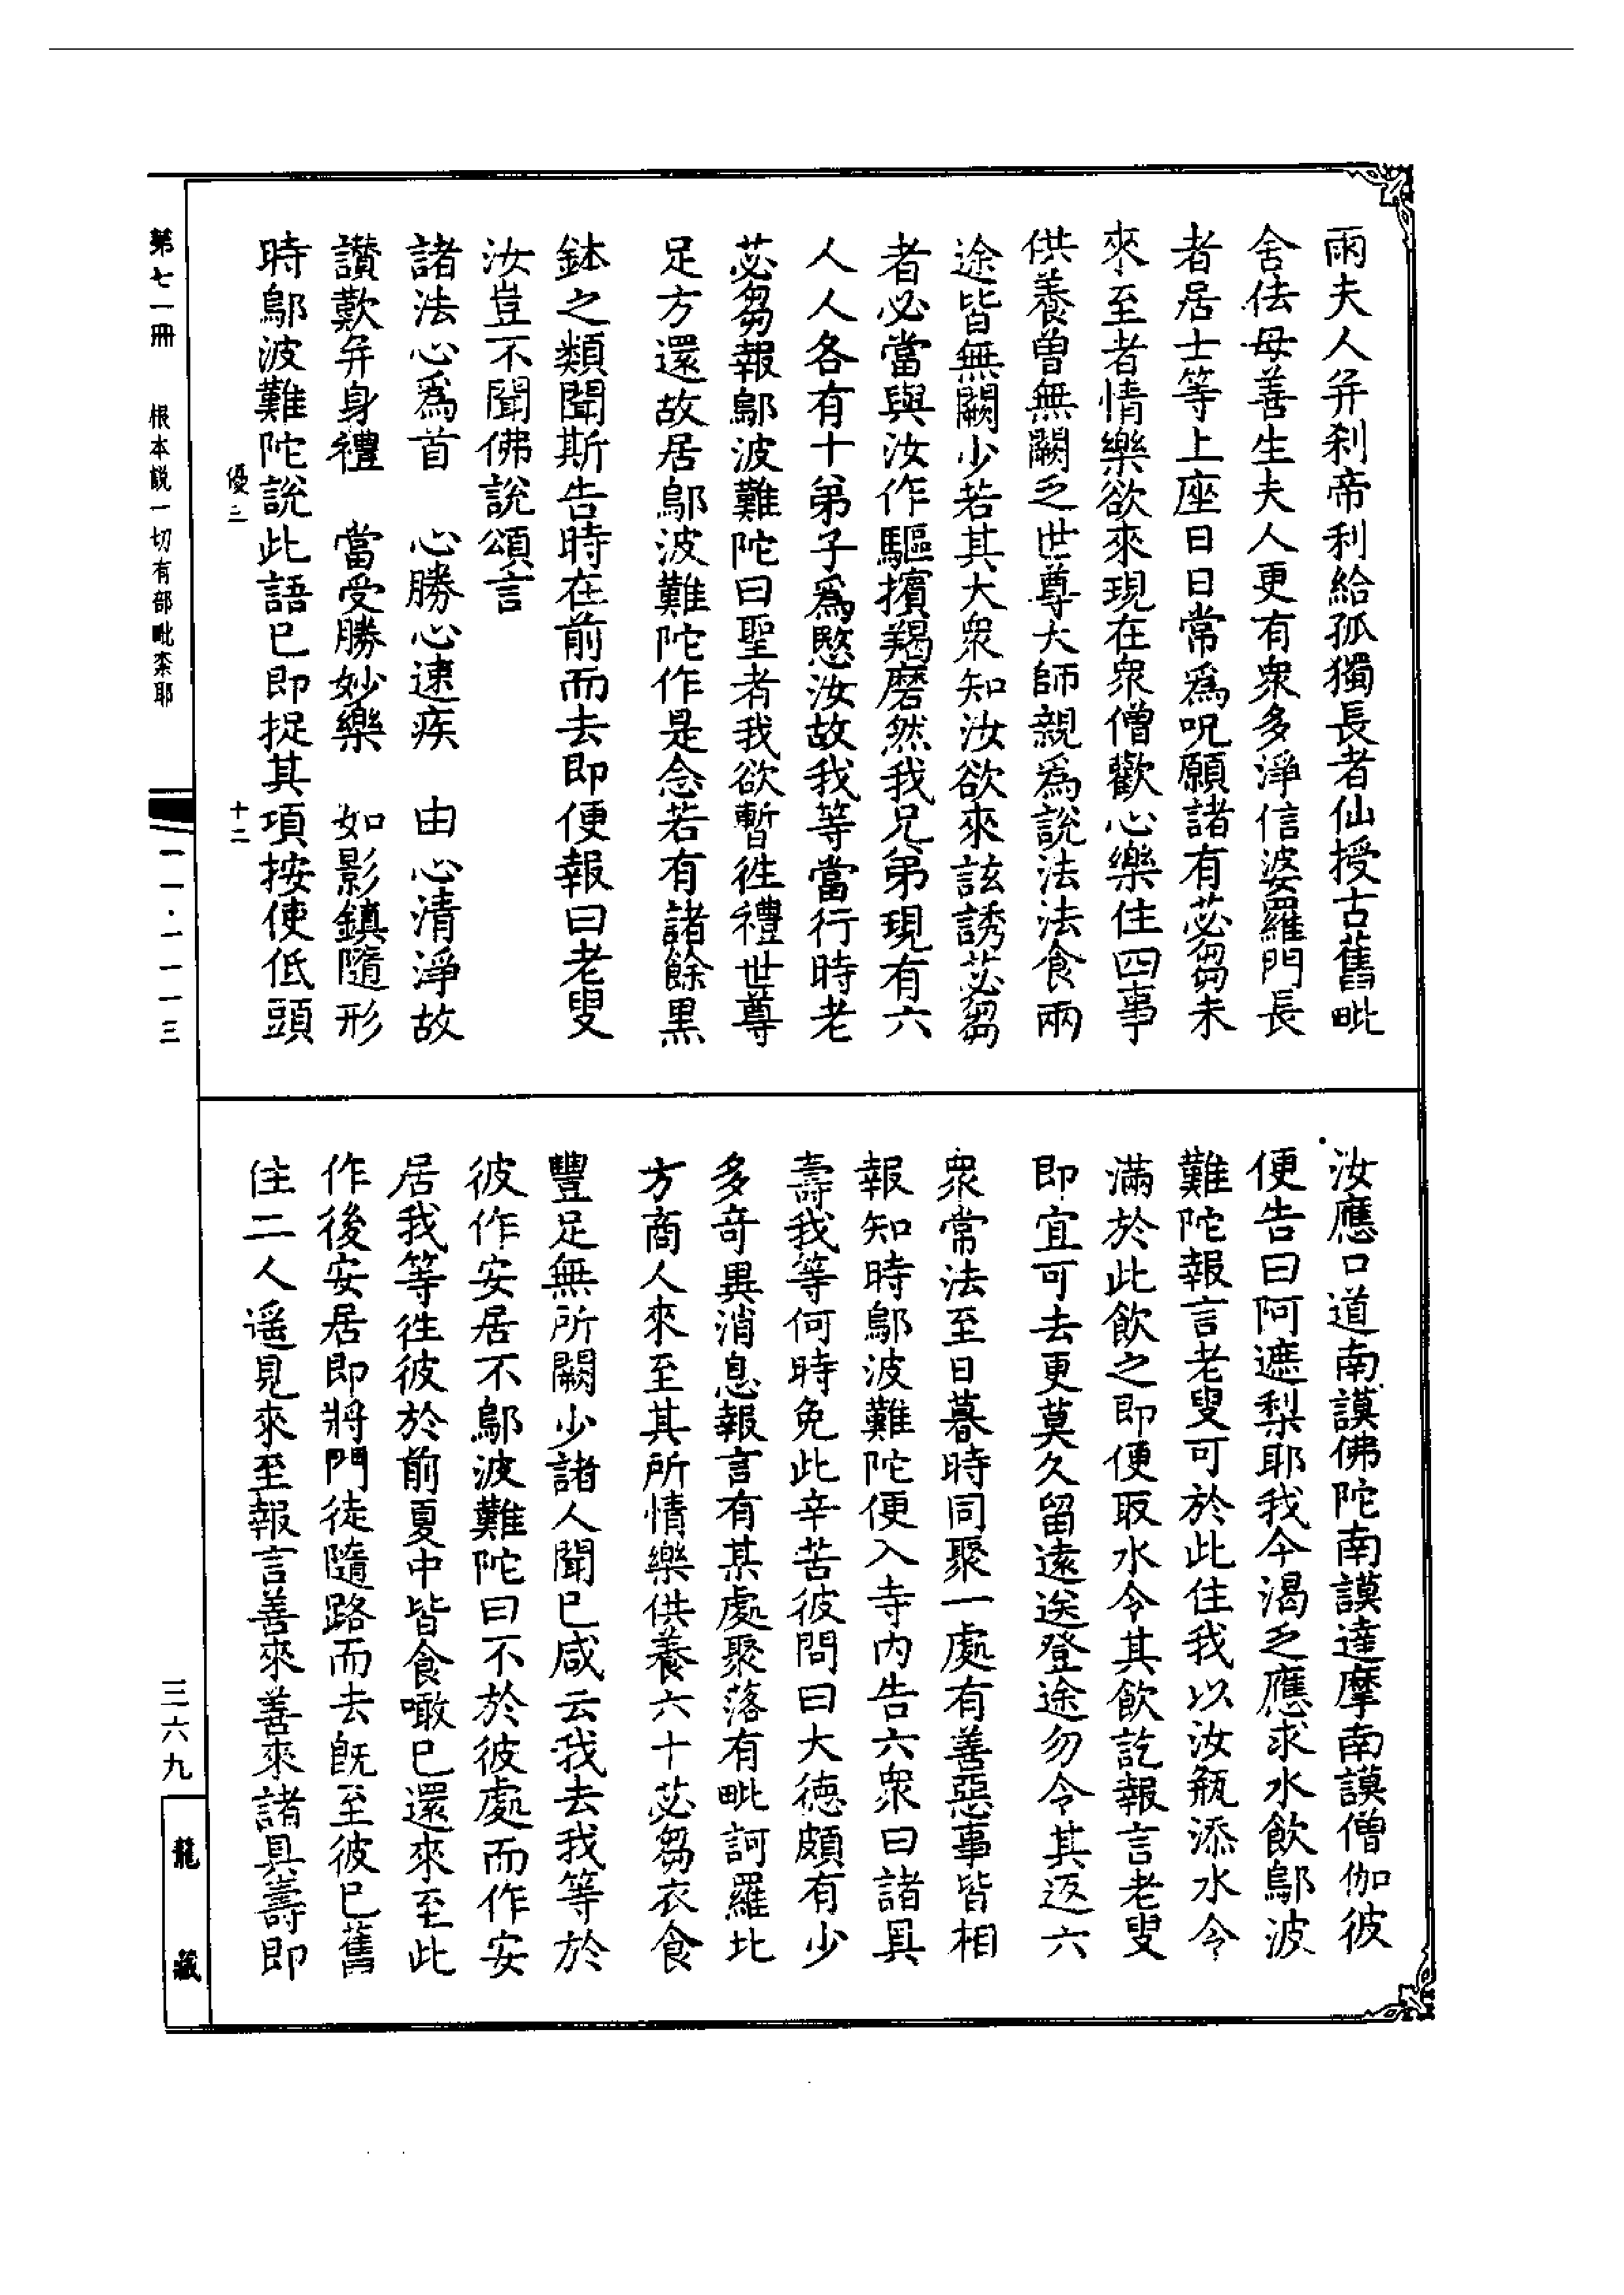 雨夫人并剎帝利給孤獨長者仙授古舊毗
舍佉母善生夫人更有衆多淨信婆羅門長
者居士等上座日日常爲呪願諸有苾芻未
來至者情樂欲來現在衆僧歡心樂住四事
供養曾無闕乏世尊大師親爲說法法食兩
途皆無闕少若其大衆知汝欲來該誘苾芻
者必當與汝作驅擯羯磨然我兄弟現有六
人人各有十弟子爲愍汝故我等當行時老
苾芻報鄔波難陀曰聖者我欲暫往禮世尊
足方還故居鄔波難陀作是念若有諸餘黑
鉢之類聞斯告時在前而去即便報曰老叟
汝豈不聞佛說頌言
諸法心爲首　心勝心速疾　由心清淨故
讚歎并身禮　當受勝妙樂　如影鎮隨形
時鄔波難陀說此語已即捉其項按使低頭
優三　十二
汝應口道南謨佛陀南謨達摩南謨僧伽彼
便告曰阿遮梨耶我今渴乏應求水飲鄔波
難陀報言老叟可於此住我以汝瓶添水令
滿於此飲之即便取水令其飲訖報言老叟
即宜可去更莫久留遠送登途勿令其返六
衆常法至日暮時同聚一處有善惡事皆相
報知時鄔波難陀便入寺內告六衆曰諸具
壽我等何時免此辛苦彼問曰大德頗有少
多奇異消息報言有某處聚落有毗訶羅北
方商人來至其所情樂供養六十苾芻衣食
豐足無所闕少諸人聞已咸云我去我等於
彼作安居不鄔波難陀曰不於彼處而作安
居我等往彼於前夏中皆食噉已還來至此
作後安居即將門徒隨路而去既至彼已舊
住二人遥見來至報言善來善來諸具壽即
第七一冊　根本說一切有部毗柰耶
一一·一一一三
三六九
龍藏